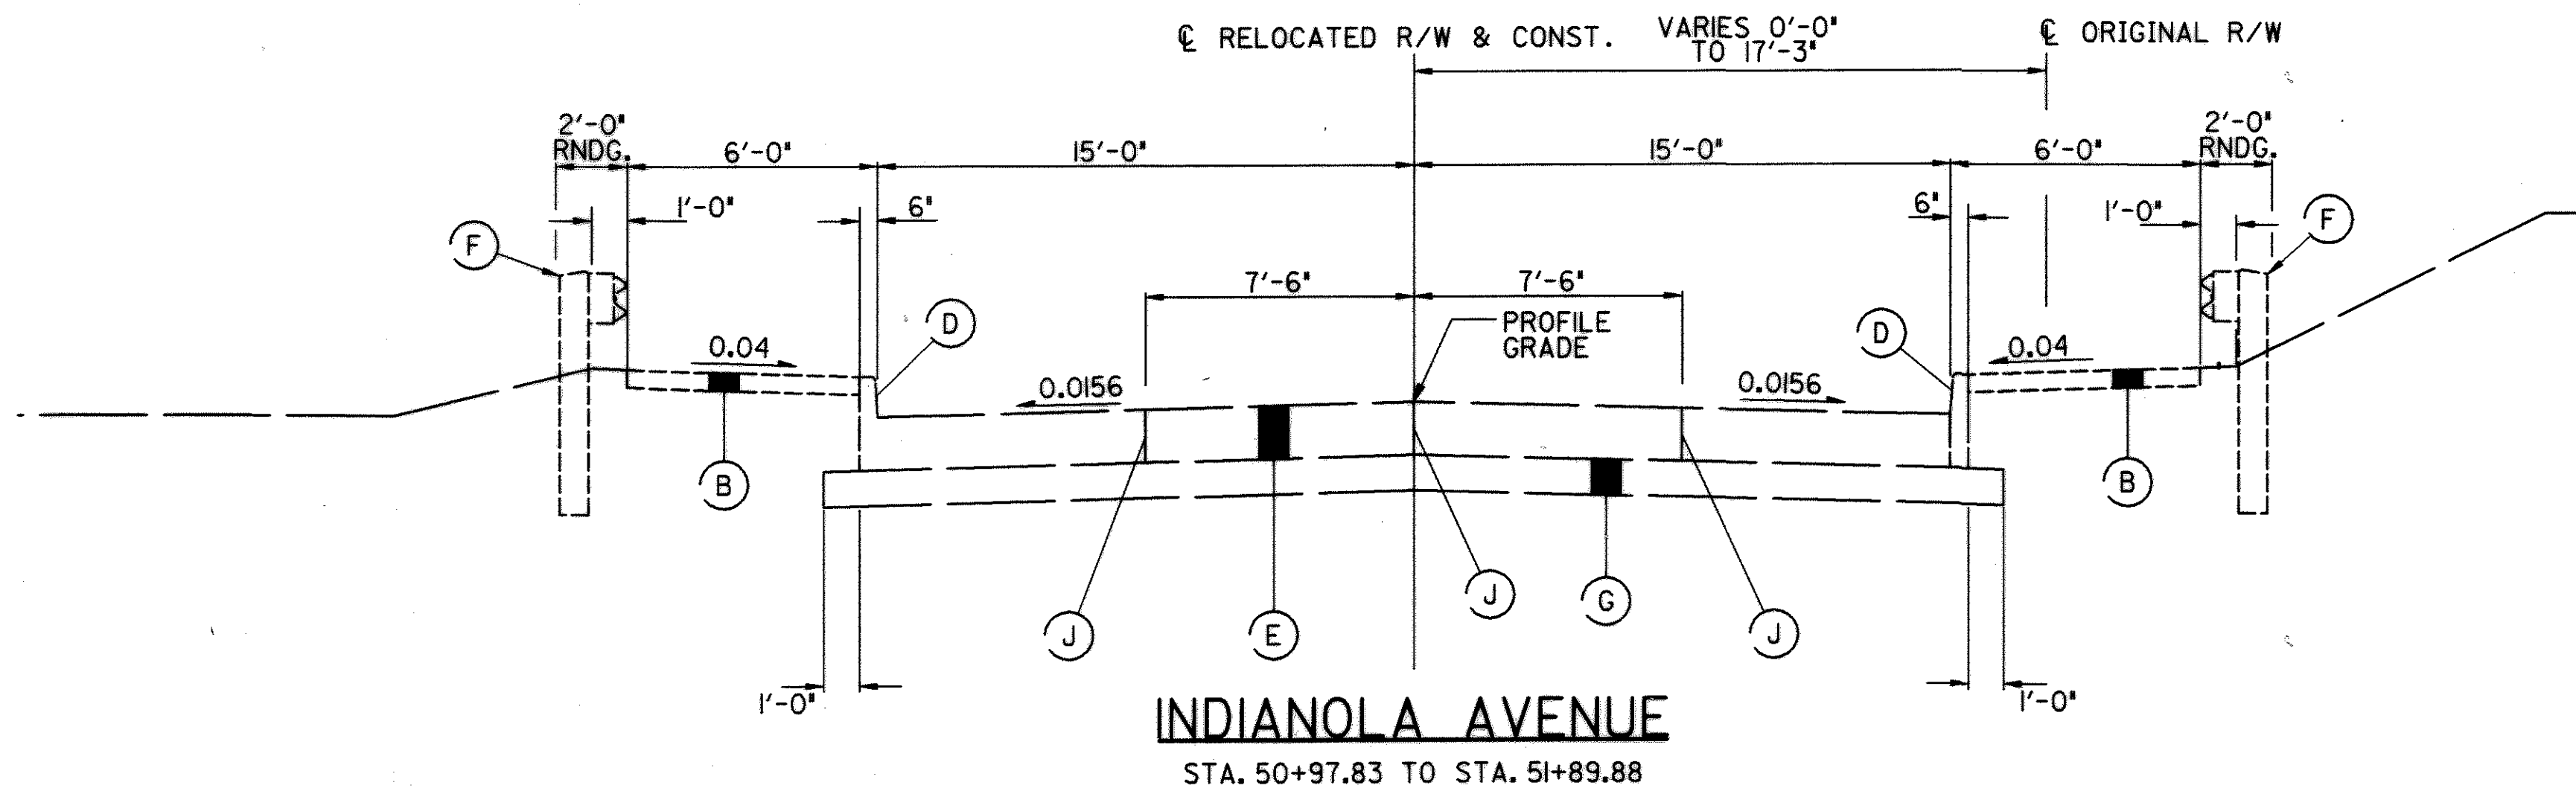 ℄ RELOCATED R/W & CONST.
VARIES 0'-0"
TO 17'-3"
℄ ORIGINAL R/W
2'-0"
RNDG.
6'-0"
15'-0"
15'-0"
6'-0"
2'-0"
RNDG.
1'-0"
6"
6"
1'-0"
F
F
7'-6"
7'-6"
D
PROFILE
GRADE
D
0.04
0.04
0.0156
0.0156
B
B
J
E
J
G
J
1'-0"
1'-0"
INDIANOLA AVENUE
STA. 50+97.83 TO STA. 51+89.88